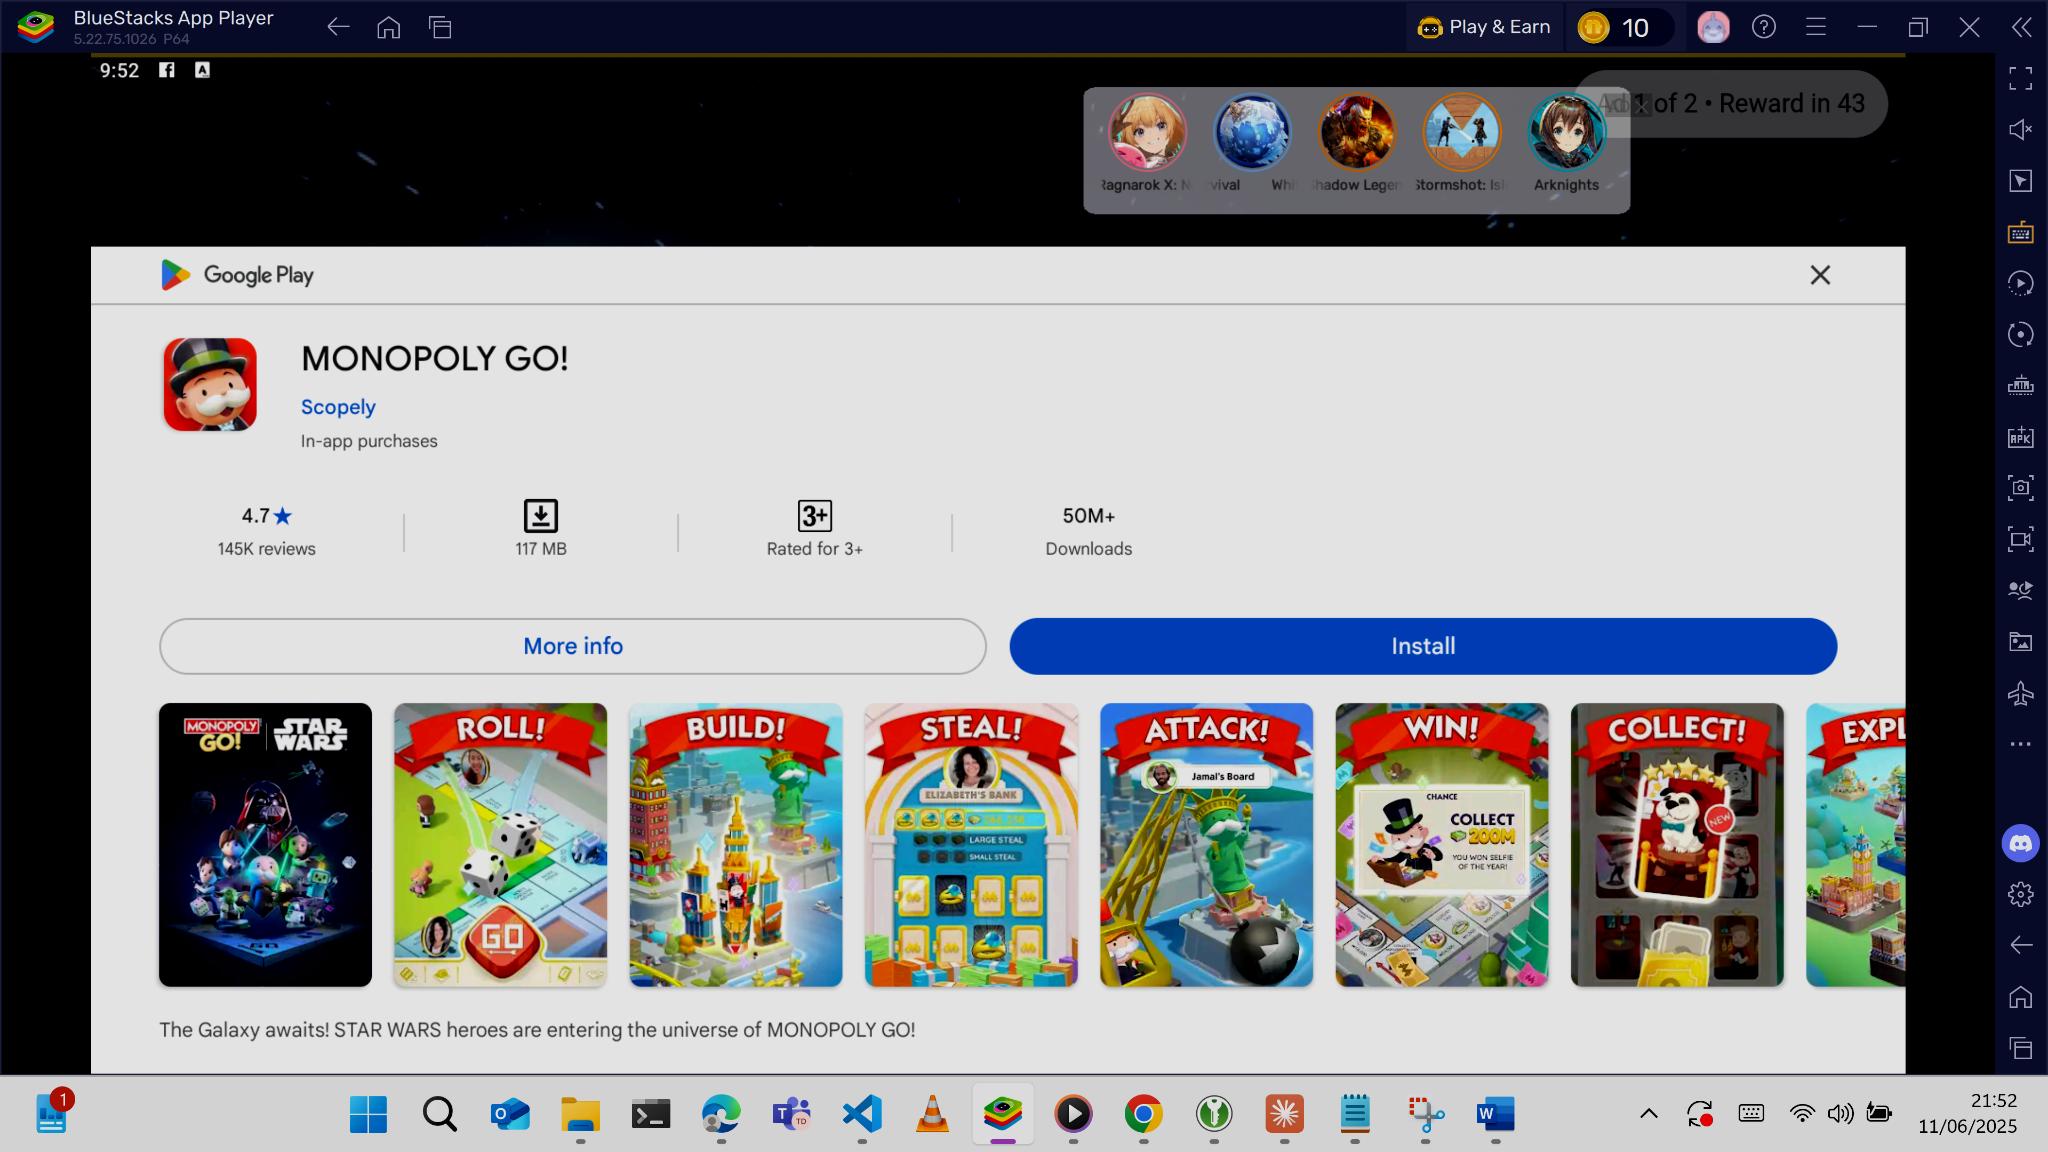 BlueStacks App Player
5.22.75.1026 P64
Play & Earn
10
9:52
1 of 2 • Reward in 43
Ragnarok X: N
vival Whi
hadow Leger
Stormshot: Isl
Arknights
Google Play
MONOPOLY GO!
Scopely
In-app purchases
4.7★
145K reviews
117 MB
3+
Rated for 3+
50M+
Downloads
More info
Install
MONOPOLY GO! STAR WARS
ROLL!
GO
BUILD!
STEAL!
ELIZABETH'S BANK
LARGE STEAL
SMALL STEAL
ATTACK!
Jamal's Board
WIN!
CHANCE
COLLECT
200M
YOU WON SELFIE
OF THE YEAR!
COLLECT!
NEW
EXPL
The Galaxy awaits! STAR WARS heroes are entering the universe of MONOPOLY GO!
APK
1
TD
21:52
11/06/2025